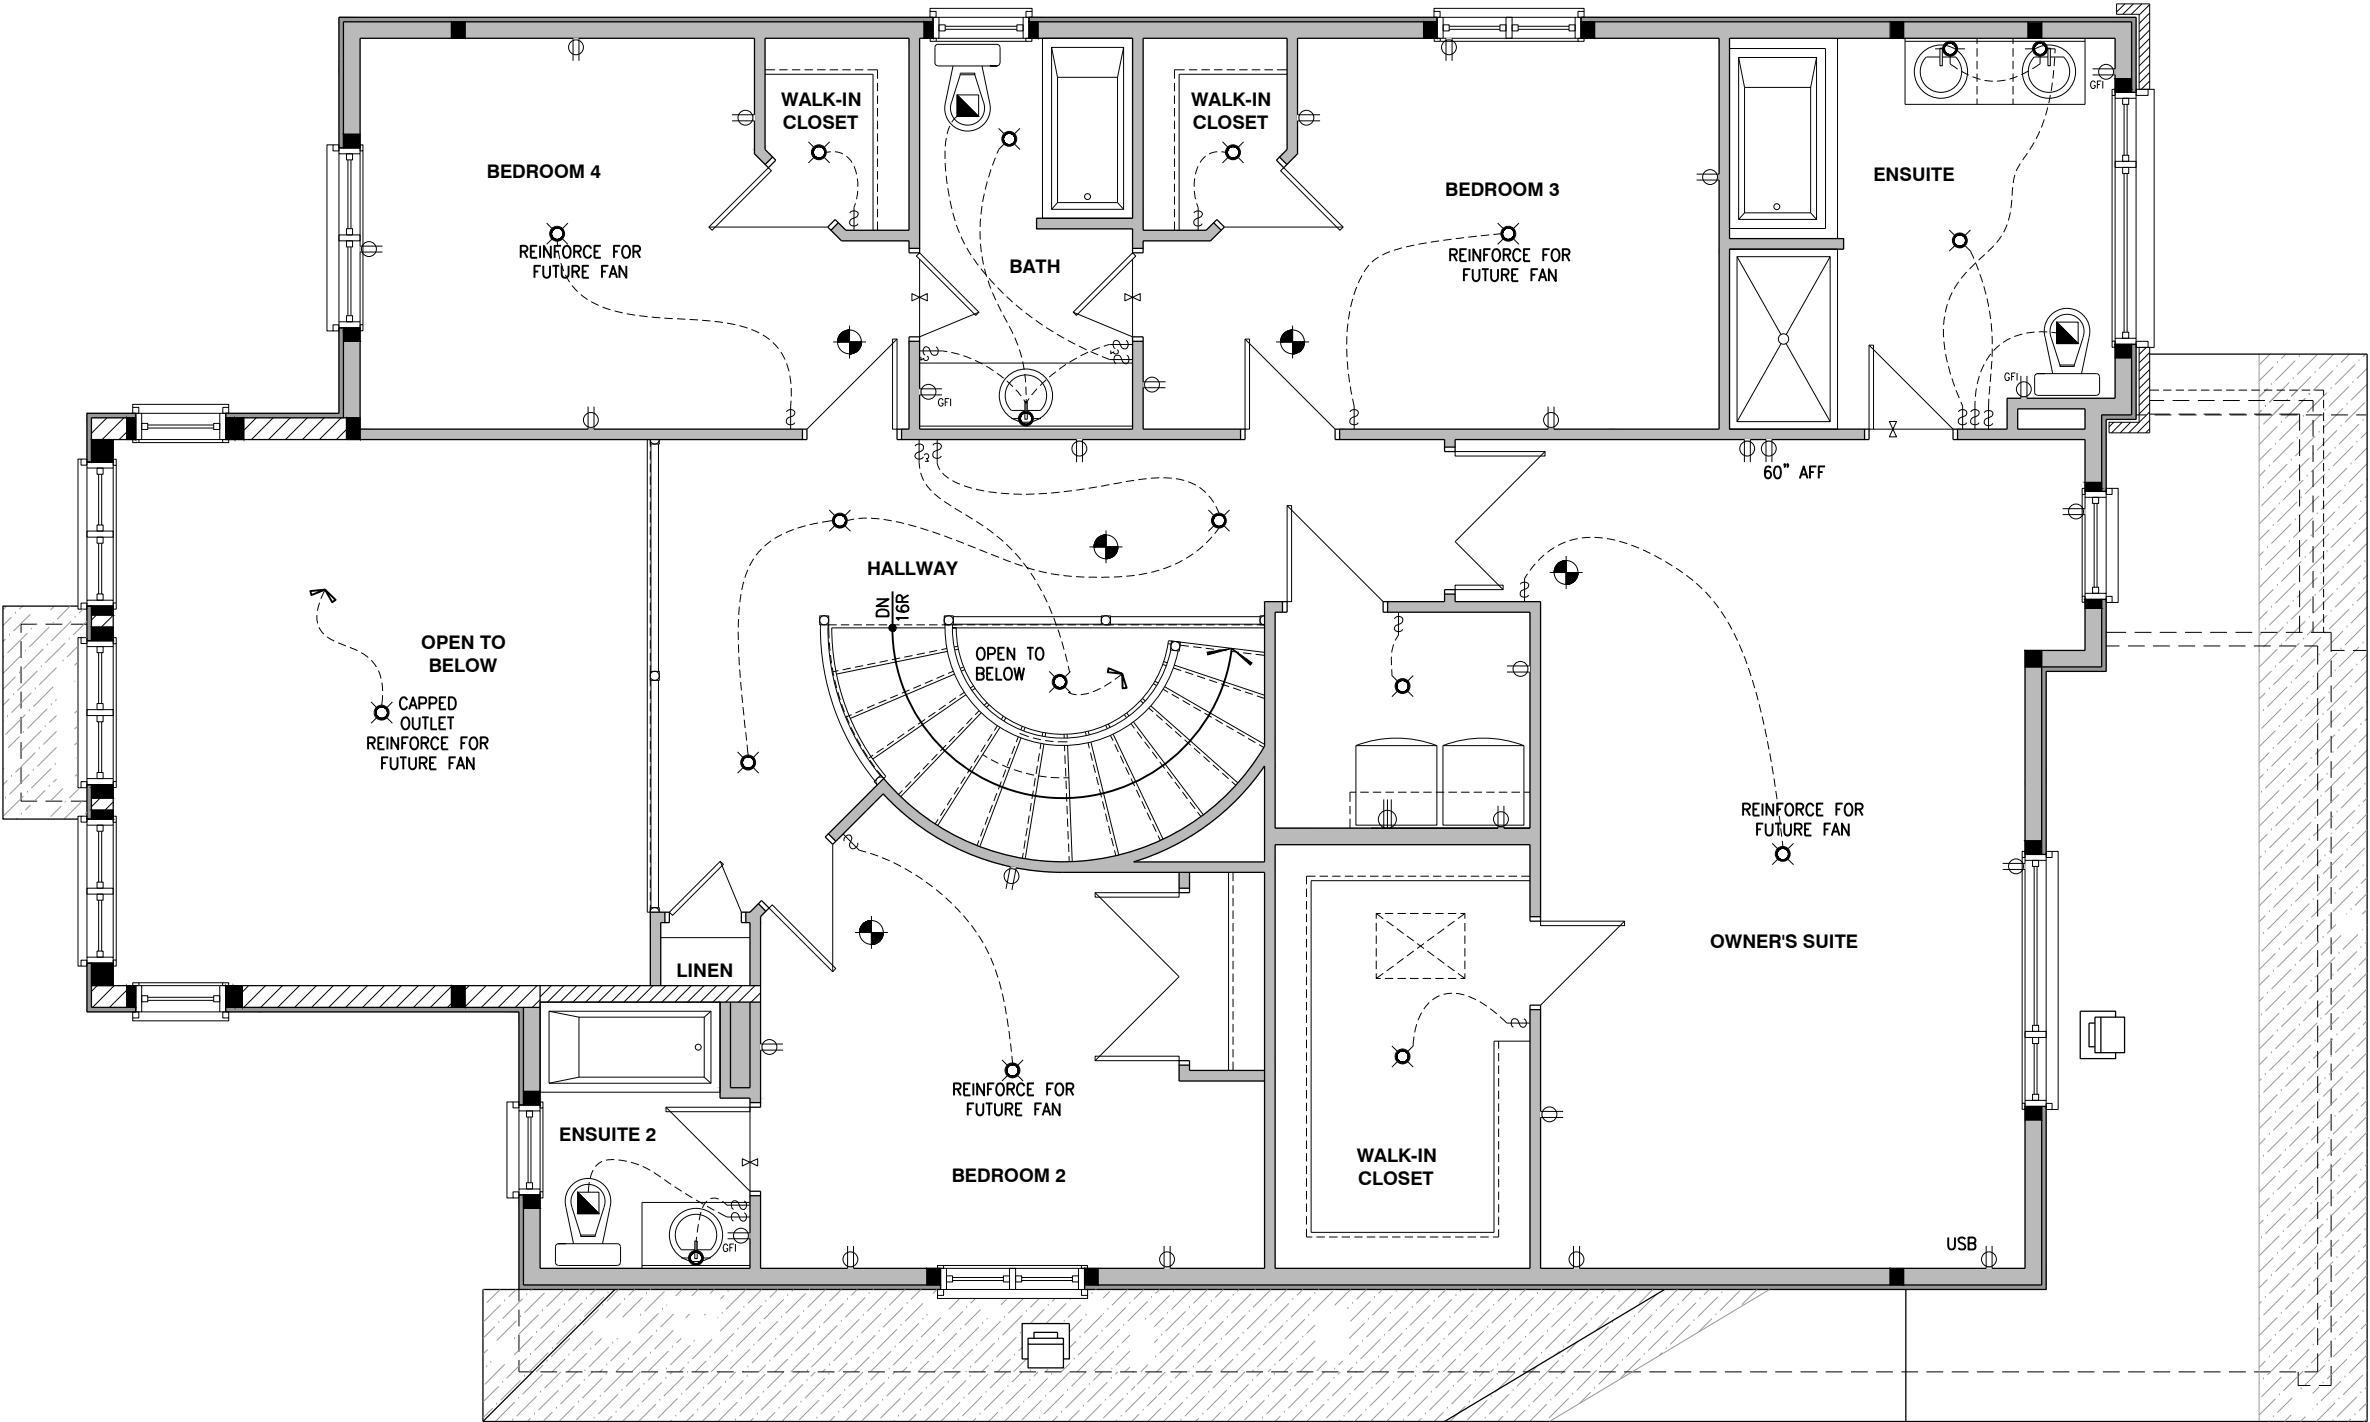 WALK-IN
CLOSET
WALK-IN
CLOSET
GFI
BEDROOM 4
BEDROOM 3
ENSUITE
REINFORCE FOR
FUTURE FAN
BATH
REINFORCE FOR
FUTURE FAN
3
3
GFI
GFI
3
60" AFF
HALLWAY
DN
16R
OPEN TO
BELOW
OPEN TO
BELOW
CAPPED
OUTLET
REINFORCE FOR
FUTURE FAN
REINFORCE FOR
FUTURE FAN
OWNER'S SUITE
LINEN
REINFORCE FOR
FUTURE FAN
ENSUITE 2
BEDROOM 2
WALK-IN
CLOSET
GFI
USB